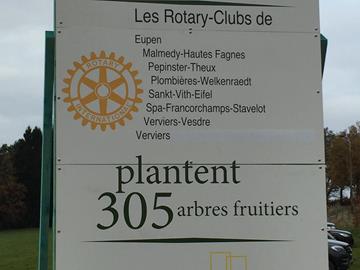 Les Rotary-Clubs de
Eupen
Malmedy-Hautes Fagnes
Pepinster-Theux
Plombières-Welkenraedt
Sankt-Vith-Eifel
Spa-Francorchamps-Stavelot
Verviers-Vesdre
Verviers
ROTARY
INTERNATIONAL
plantent
305 arbres fruitiers